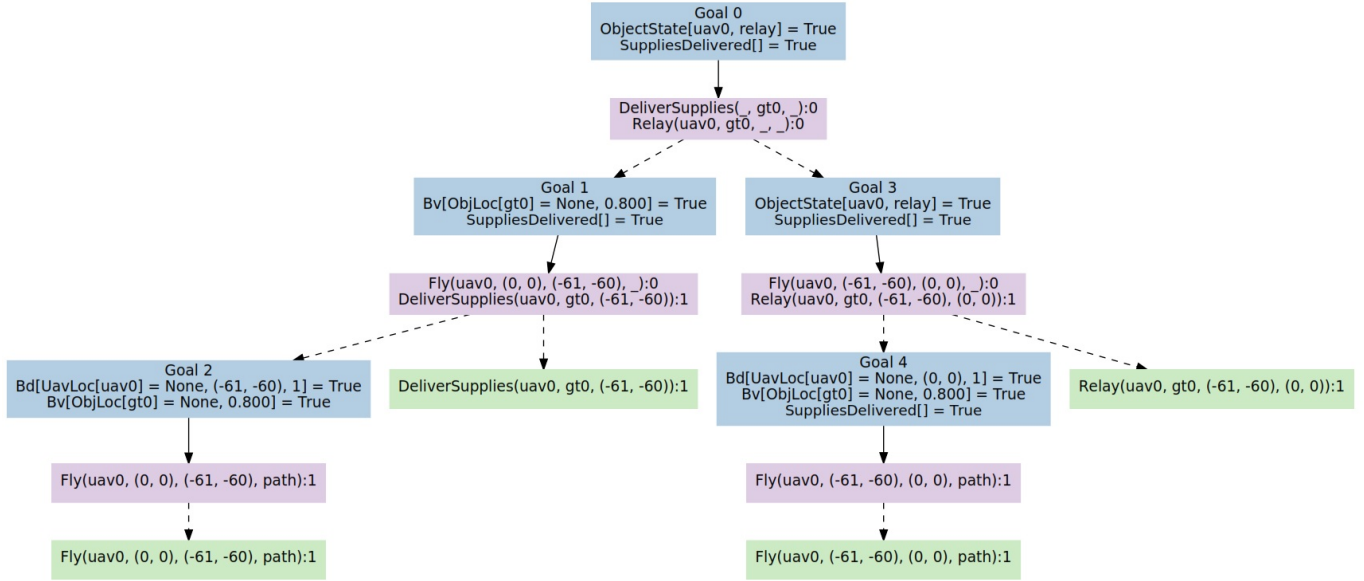 Goal 0
ObjectState[uav0, relay] = True
SuppliesDelivered[] = True
DeliverSupplies(_, gt0, _):0
Relay(uav0, gt0, _, _):0
Goal 1
Bv[ObjLoc[gt0] = None, 0.800] = True
SuppliesDelivered[] = True
Goal 3
ObjectState[uav0, relay] = True
SuppliesDelivered[] = True
Fly(uav0, (0, 0), (-61, -60), _):0
DeliverSupplies(uav0, gt0, (-61, -60)):1
Fly(uav0, (-61, -60), (0, 0), _):0
Relay(uav0, gt0, (-61, -60), (0, 0)):1
Goal 2
Bd[UavLoc[uav0] = None, (-61, -60), 1] = True
Bv[ObjLoc[gt0] = None, 0.800] = True
DeliverSupplies(uav0, gt0, (-61, -60)):1
Goal 4
Bd[UavLoc[uav0] = None, (0, 0), 1] = True
Bv[ObjLoc[gt0] = None, 0.800] = True
SuppliesDelivered[] = True
Relay(uav0, gt0, (-61, -60), (0, 0)):1
Fly(uav0, (0, 0), (-61, -60), path):1
Fly(uav0, (-61, -60), (0, 0), path):1
Fly(uav0, (0, 0), (-61, -60), path):1
Fly(uav0, (-61, -60), (0, 0), path):1